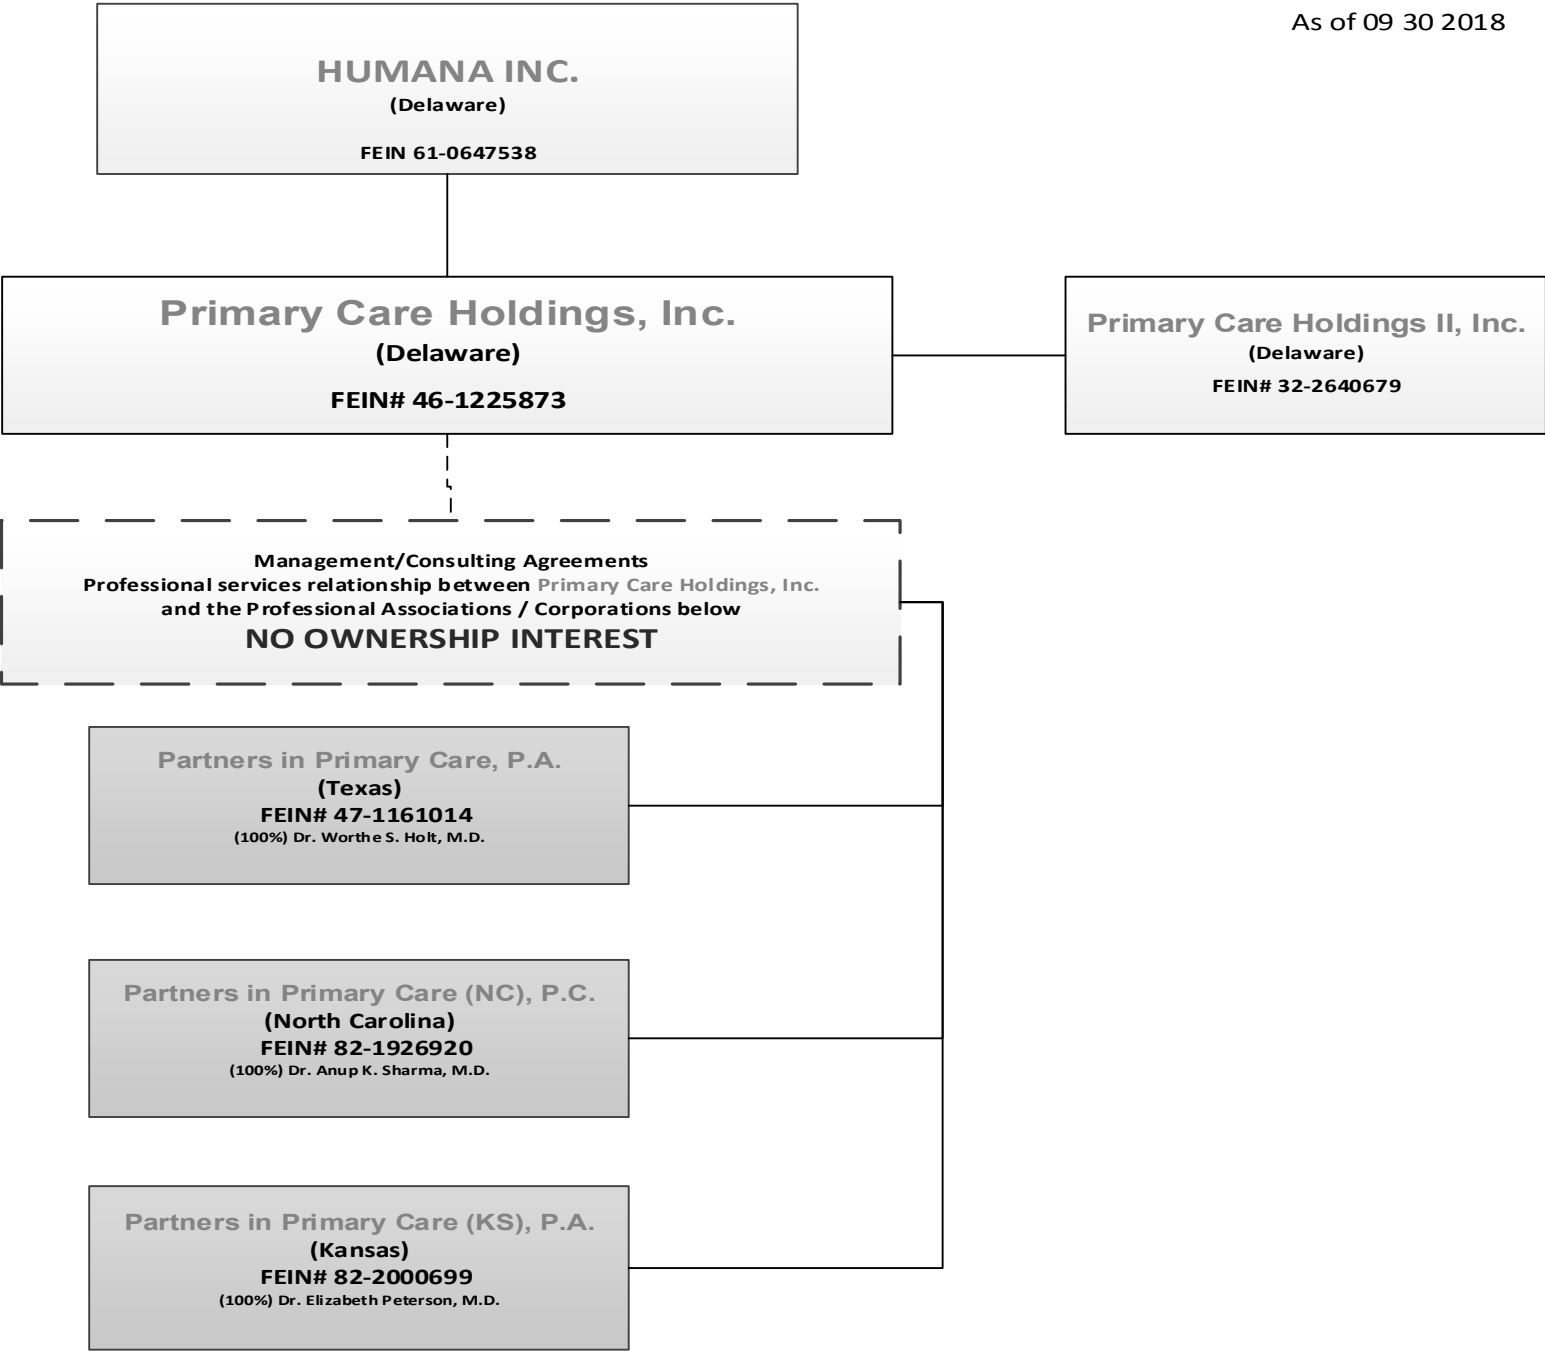 As of 09 30 2018
HUMANA INC.
(Delaware)
FEIN 61-0647538
Primary Care Holdings, Inc.
(Delaware)
FEIN# 46-1225873
Primary Care Holdings II, Inc.
(Delaware)
FEIN# 32-2640679
Management/Consulting Agreements
Professional services relationship between Primary Care Holdings, Inc.
and the Professional Associations / Corporations below
NO OWNERSHIP INTEREST
Partners in Primary Care, P.A.
(Texas)
FEIN# 47-1161014
(100%) Dr. Worthe S. Holt, M.D.
Partners in Primary Care (NC), P.C.
(North Carolina)
FEIN# 82-1926920
(100%) Dr. Anup K. Sharma, M.D.
Partners in Primary Care (KS), P.A.
(Kansas)
FEIN# 82-2000699
(100%) Dr. Elizabeth Peterson, M.D.